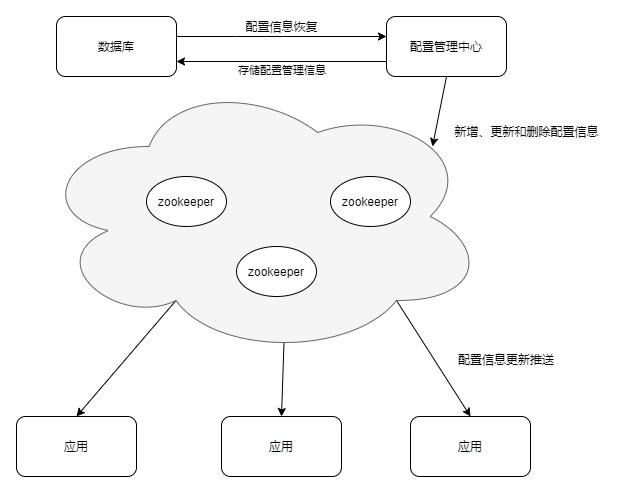 配置信息恢复
数据库
配置管理中心
存储配置管理信息
新增、更新和删除配置信息
zookeeper
zookeeper
zookeeper
配置信息更新推送
应用
应用
应用